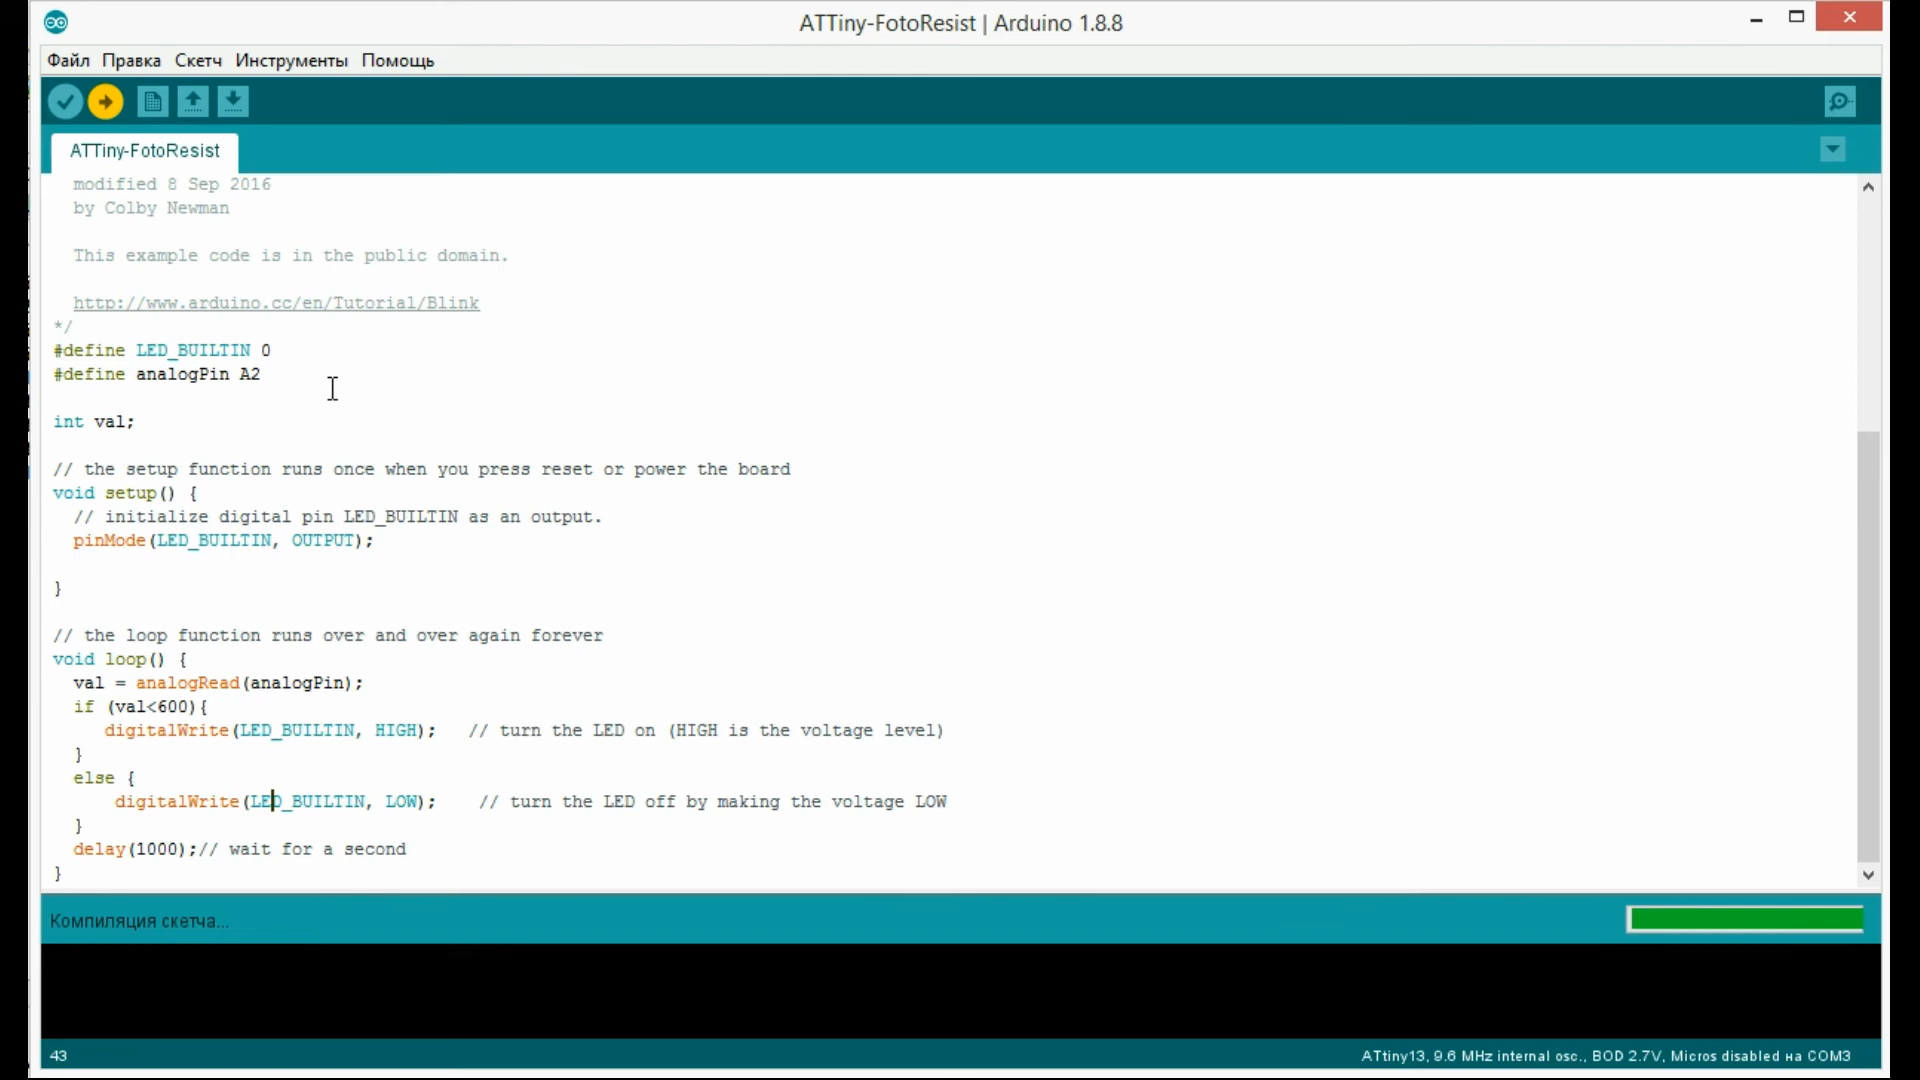 ATTiny-FotoResist | Arduino 1.8.8
Файл Правка Скетч Инструменты Помощь
ATTiny-FotoResist
modified 8 Sep 2016
by Colby Newman
This example code is in the public domain.
http://www.arduino.cc/en/Tutorial/Blink
*/
#define LED_BUILTIN 0
#define analogPin A2
int val;
// the setup function runs once when you press reset or power the board
void setup() {
// initialize digital pin LED_BUILTIN as an output.
pinMode(LED_BUILTIN, OUTPUT);
}
// the loop function runs over and over again forever
void loop() {
val = analogRead(analogPin);
if (val<600){
digitalWrite(LED_BUILTIN, HIGH);   // turn the LED on (HIGH is the voltage level)
}
else {
digitalWrite(LED_BUILTIN, LOW);    // turn the LED off by making the voltage LOW
}
delay(1000);// wait for a second
}
Компиляция скетча...
43
ATtiny13, 9.6 MHz internal osc., BOD 2.7V, Micros disabled на COM3